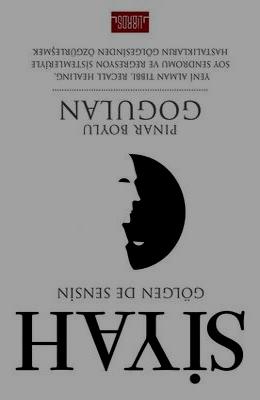 SİYAH
GÖLGEN DE SENSİN
PINAR BOYLU
GOGULAN
YENİ ALMAN TIBBI, RECALL HEALING,
SOY SENDROMU VE REGRESYON SİSTEMLERİYLE
HASTALIKLARIN GÖLGESİNDEN ÖZGÜRLEŞMEK
LIBROS